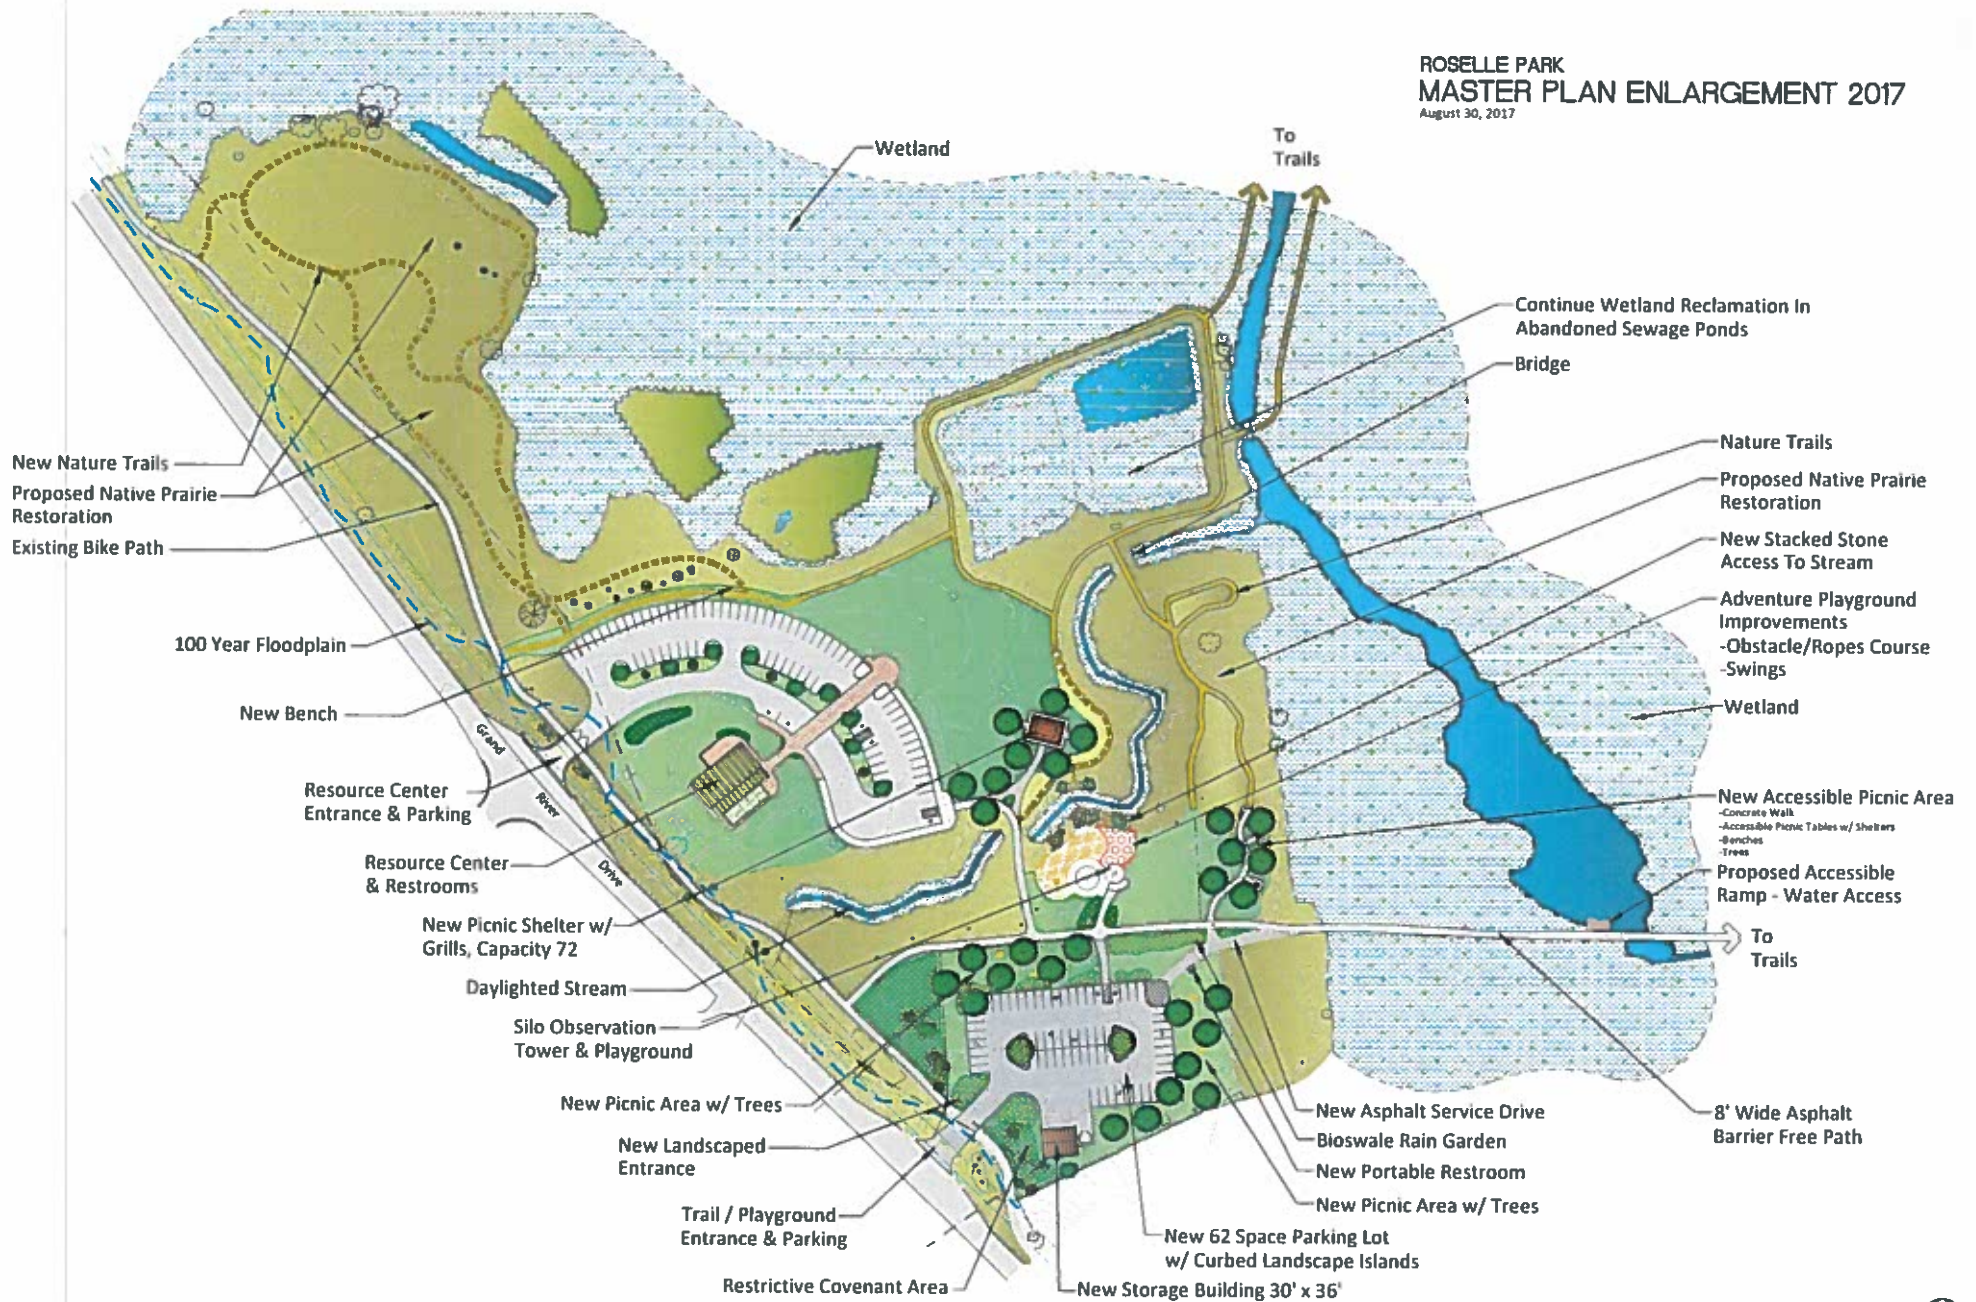 ROSELLE PARK
MASTER PLAN ENLARGEMENT 2017
August 30, 2017
To
Trails
Wetland
Continue Wetland Reclamation In
Abandoned Sewage Ponds
Bridge
Nature Trails
Proposed Native Prairie
Restoration
New Stacked Stone
Access To Stream
Adventure Playground
Improvements
-Obstacle/Ropes Course
-Swings
Wetland
New Accessible Picnic Area
-Concrete Walk
-Accessible Picnic Tables w/ Shelters
-Benches
-Trees
Proposed Accessible
Ramp - Water Access
To
Trails
8' Wide Asphalt
Barrier Free Path
New Nature Trails
Proposed Native Prairie
Restoration
Existing Bike Path
100 Year Floodplain
New Bench
Grand
River
Drive
Resource Center
Entrance & Parking
Resource Center
& Restrooms
New Picnic Shelter w/
Grills, Capacity 72
Daylighted Stream
Silo Observation
Tower & Playground
New Picnic Area w/ Trees
New Landscaped
Entrance
Trail / Playground
Entrance & Parking
Restrictive Covenant Area
New Asphalt Service Drive
Bioswale Rain Garden
New Portable Restroom
New Picnic Area w/ Trees
New 62 Space Parking Lot
w/ Curbed Landscape Islands
New Storage Building 30' x 36'